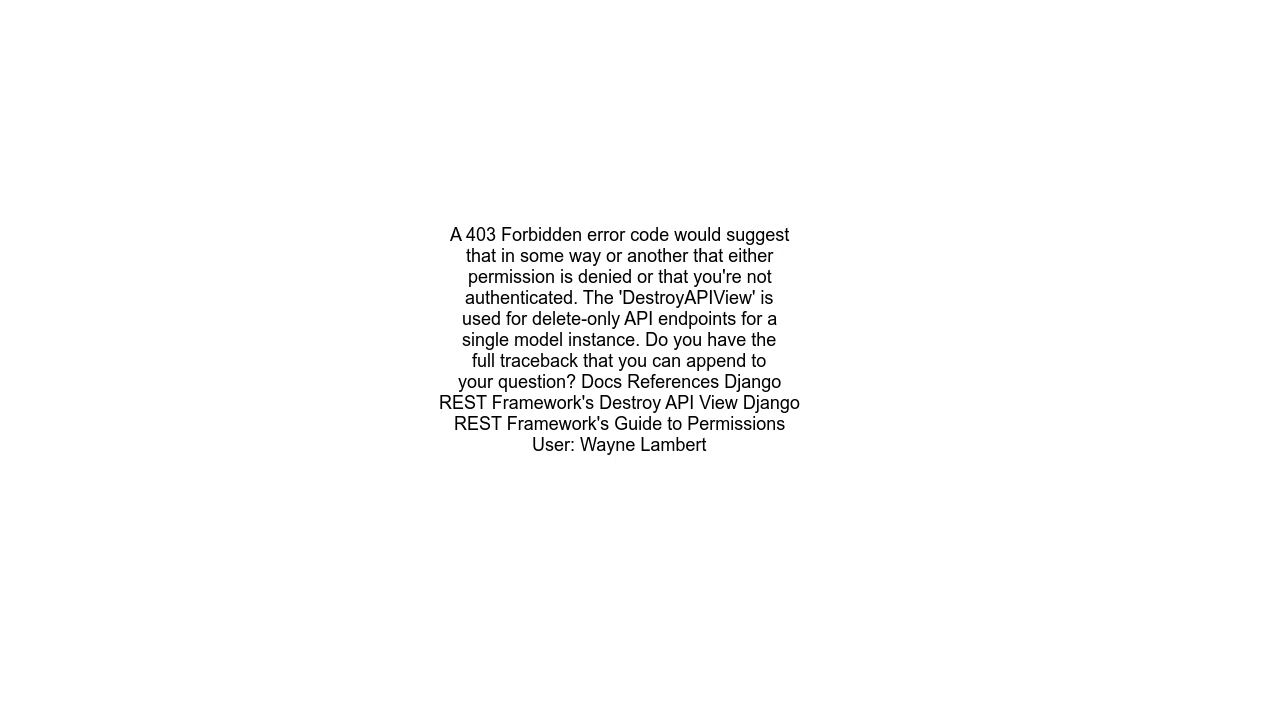 A 403 Forbidden error code would suggest
that in some way or another that either
permission is denied or that you're not
authenticated. The 'DestroyAPIView' is
used for delete-only API endpoints for a
single model instance. Do you have the
full traceback that you can append to
your question? Docs References Django
REST Framework's Destroy API View Django
REST Framework's Guide to Permissions
User: Wayne Lambert